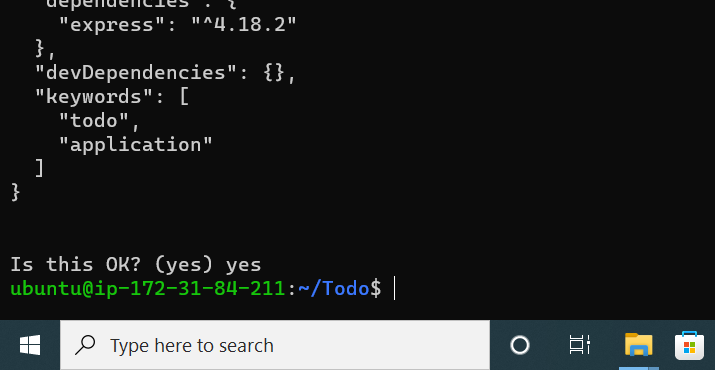 "dependencies": {
    "express": "^4.18.2"
  },
  "devDependencies": {},
  "keywords": [
    "todo",
    "application"
  ]
}
Is this OK? (yes) yes
ubuntu@ip-172-31-84-211:~/Todo$
Type here to search